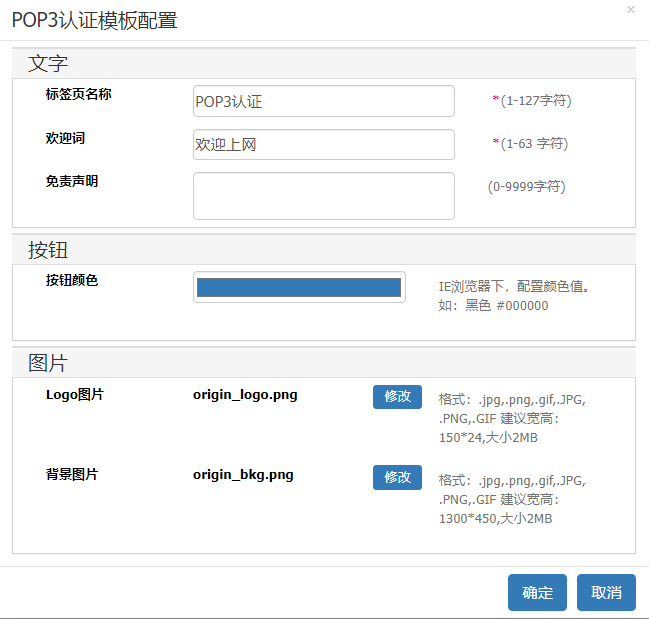 POP3认证模板配置
×
文字
标签页名称
POP3认证
*(1-127字符)
欢迎词
欢迎上网
*(1-63 字符)
免责声明
(0-9999字符)
按钮
按钮颜色
IE浏览器下，配置颜色值。
如：黑色 #000000
图片
Logo图片
origin_logo.png
修改
格式：.jpg,.png,.gif,.JPG,
.PNG,.GIF 建议宽高：
150*24,大小2MB
背景图片
origin_bkg.png
修改
格式：.jpg,.png,.gif,.JPG,
.PNG,.GIF 建议宽高：
1300*450,大小2MB
确定
取消